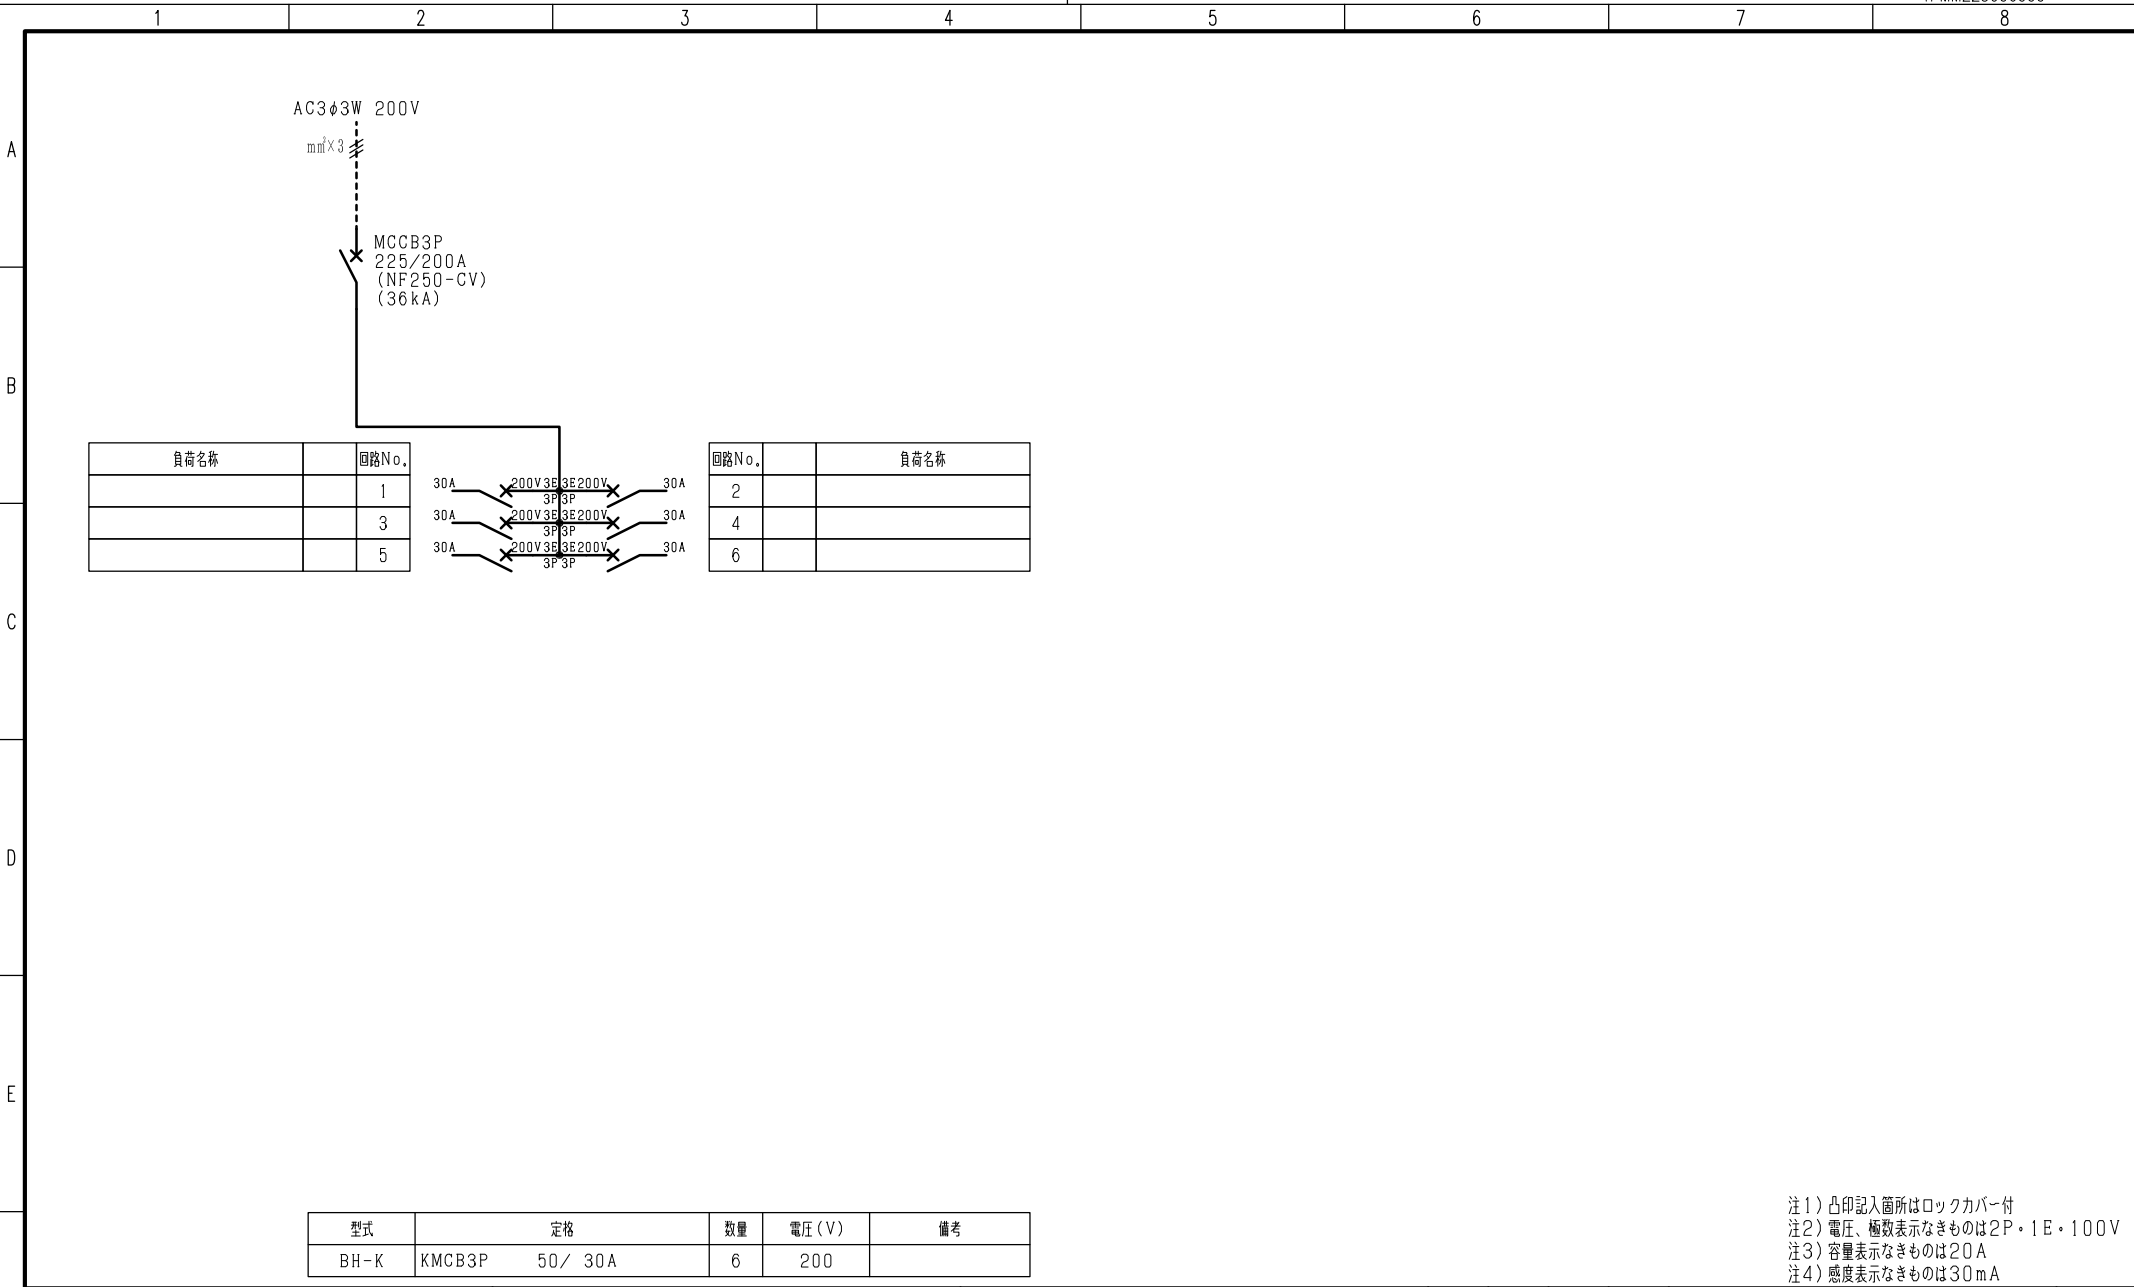 1 2 3 4 5 6 7 8
AC3φ3W 200V
A
mm²×3
MCCB3P
225/200A
(NF250-CV)
(36kA)
B
負荷名称 回路No. 回路No. 負荷名称
1 30A 200V 3E 3E 200V 30A 2
3P 3P
3 30A 200V 3E 3E 200V 30A 4
3P 3P
5 30A 200V 3E 3E 200V 30A 6
3P 3P
C
D
E
型式 定格 数量 電圧(V) 備考
BH-K KMCB3P 50/ 30A 6 200
注1)凸印記入箇所はロックカバー付
注2)電圧、極数表示なきものは2P・1E・100V
注3)容量表示なきものは20A
注4)感度表示なきものは30mA